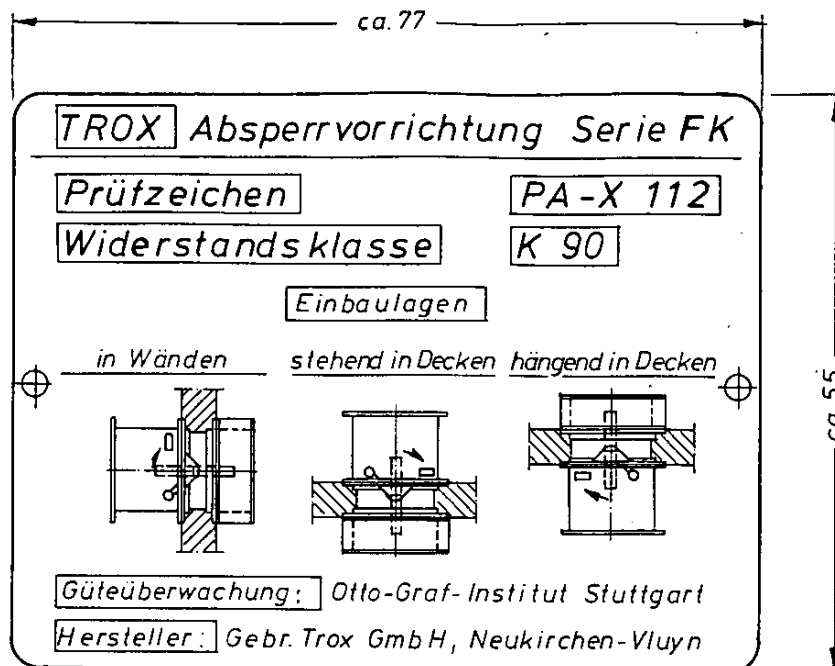 ca. 77
TROX Absperrvorrichtung Serie FK
Prüfzeichen PA-X 112
Widerstandsklasse K 90
Einbaulagen
in Wänden stehend in Decken hängend in Decken
ca. 55
Güteüberwachung: Otto-Graf-Institut Stuttgart
Hersteller: Gebr. Trox GmbH, Neukirchen-Vluyn